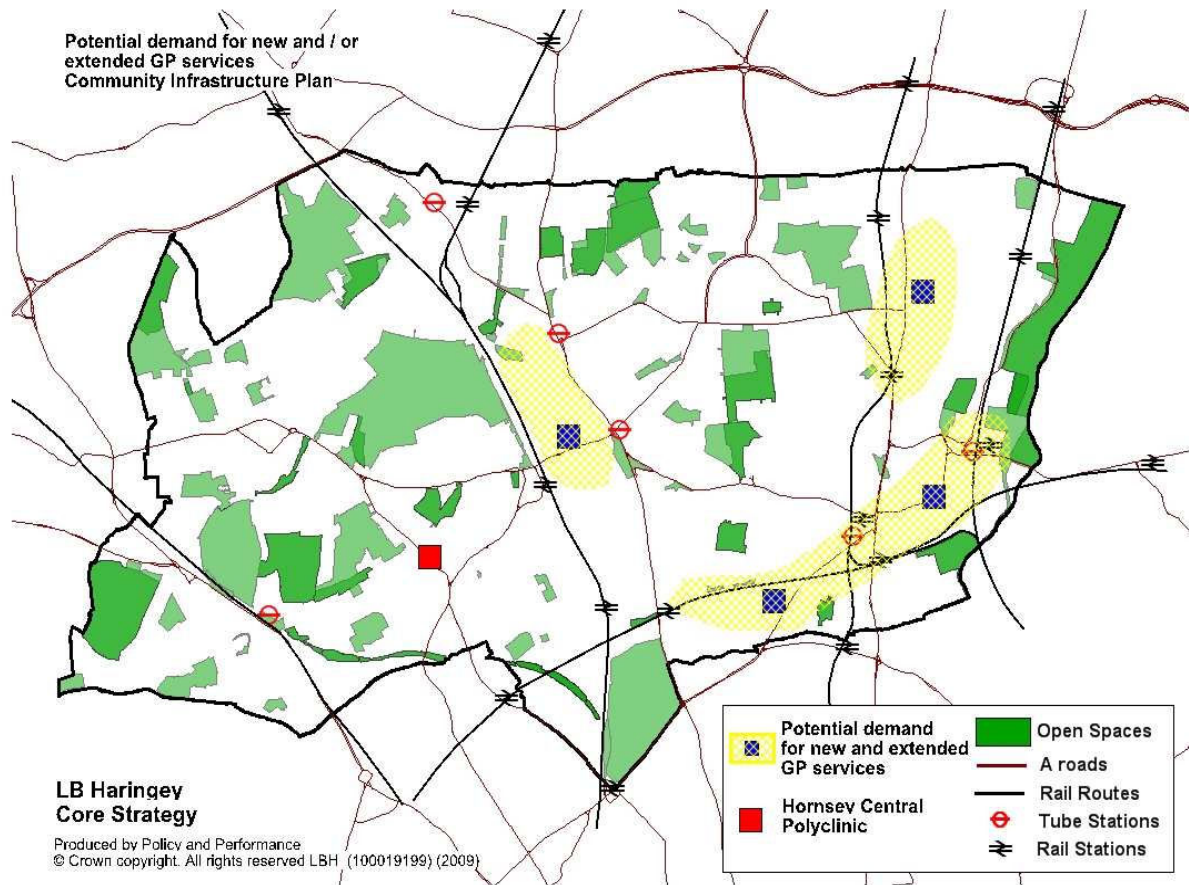 Potential demand for new and / or
extended GP services
Community Infrastructure Plan
Potential demand
for new and extended
GP services
Hornsey Central
Polyclinic
Open Spaces
A roads
Rail Routes
Tube Stations
Rail Stations
LB Haringey
Core Strategy
Produced by Policy and Performance
© Crown copyright. All rights reserved LBH (100019199) (2009)